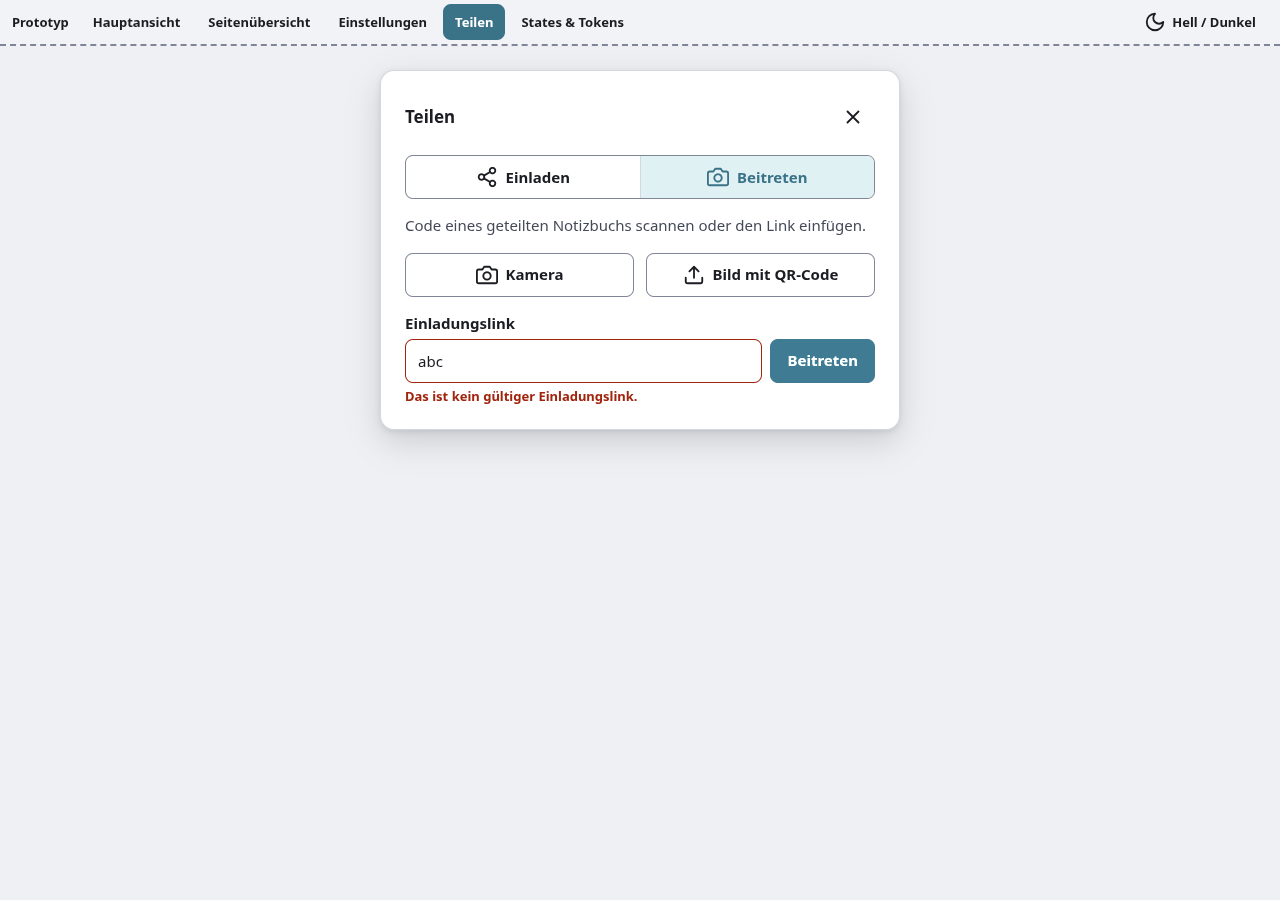 Prototyp Hauptansicht Seitenübersicht Einstellungen Teilen States & Tokens Hell / Dunkel
Teilen
Einladen Beitreten
Code eines geteilten Notizbuchs scannen oder den Link einfügen.
Kamera Bild mit QR-Code
Einladungslink
abc Beitreten
Das ist kein gültiger Einladungslink.